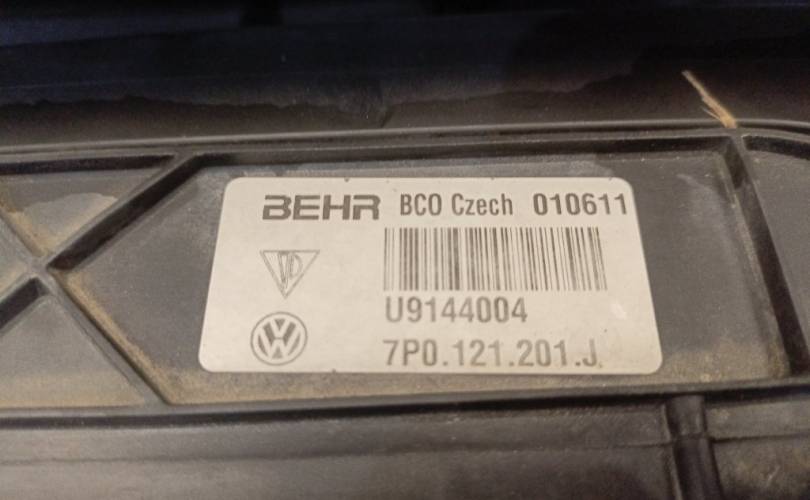 BEHR BCO Czech 010611
U9144004
7P0.121.201.J